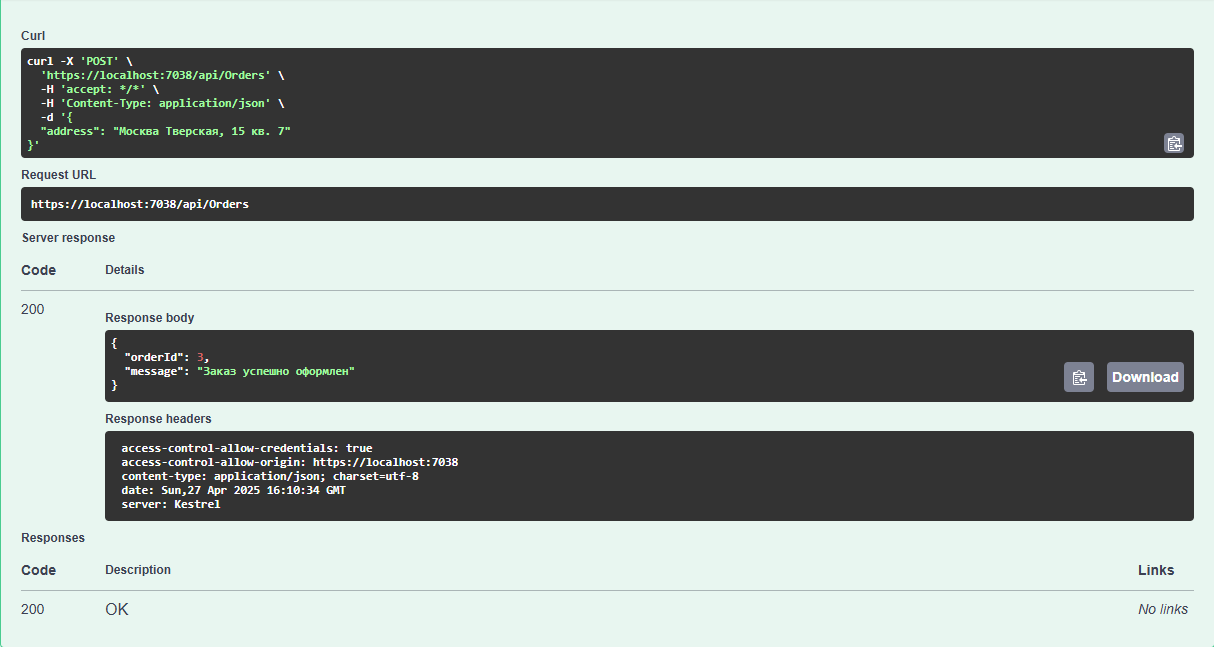 Curl
curl -X 'POST' \
  'https://localhost:7038/api/Orders' \
  -H 'accept: */*' \
  -H 'Content-Type: application/json' \
  -d '{
  "address": "Москва Тверская, 15 кв. 7"
}'
Request URL
https://localhost:7038/api/Orders
Server response
Code Details
200
Response body
{
  "orderId": 3,
  "message": "Заказ успешно оформлен"
}
Download
Response headers
access-control-allow-credentials: true
access-control-allow-origin: https://localhost:7038
content-type: application/json; charset=utf-8
date: Sun,27 Apr 2025 16:10:34 GMT
server: Kestrel
Responses
Code Description Links
200 OK No links